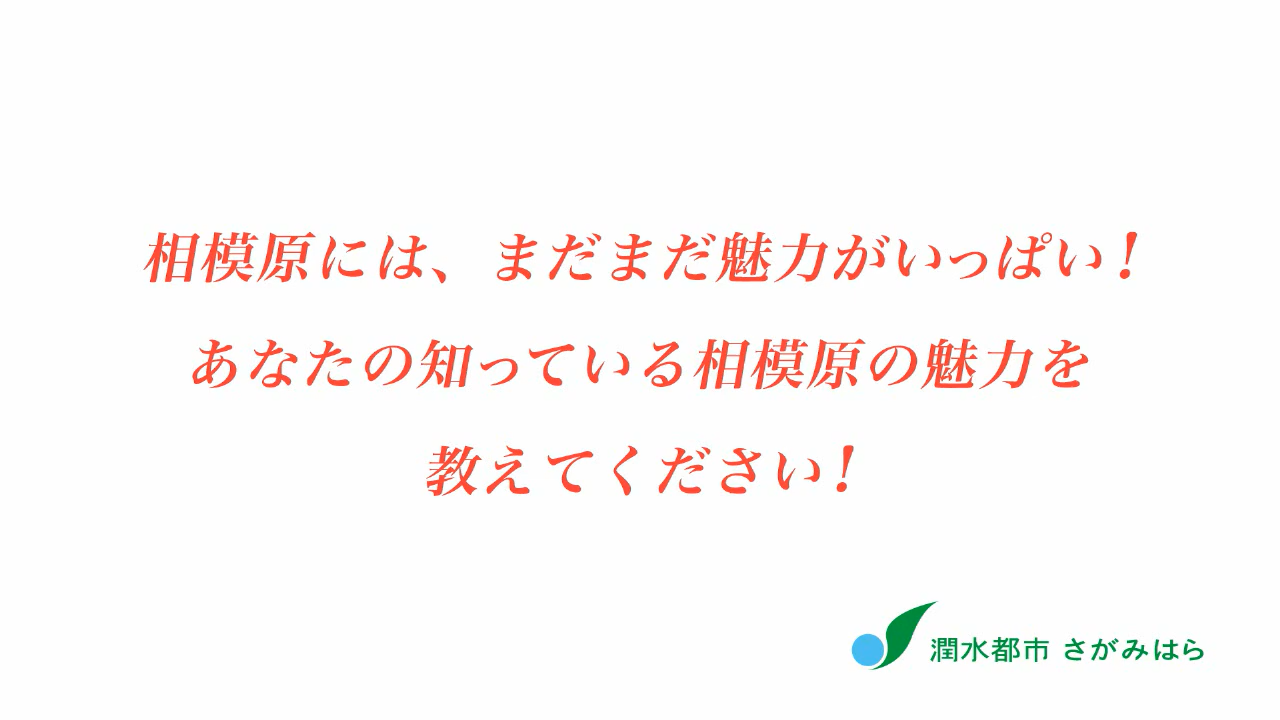 相模原には、まだまだ魅力がいっぱい！
あなたの知っている相模原の魅力を
教えてください！
潤水都市 さがみはら